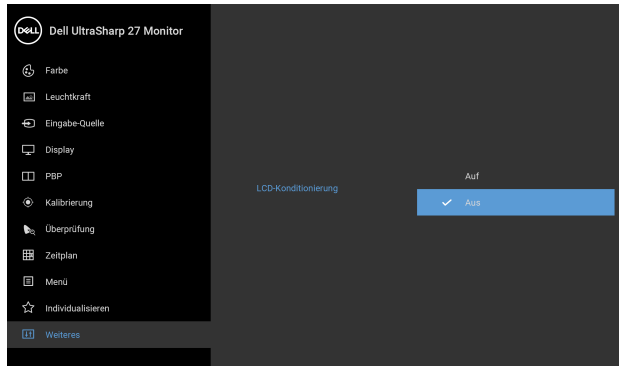 DELL Dell UltraSharp 27 Monitor
Farbe
Leuchtkraft
Eingabe-Quelle
Display
PBP
Kalibrierung
Überprüfung
Zeitplan
Menü
Individualisieren
Weiteres
LCD-Konditionierung
Auf
Aus